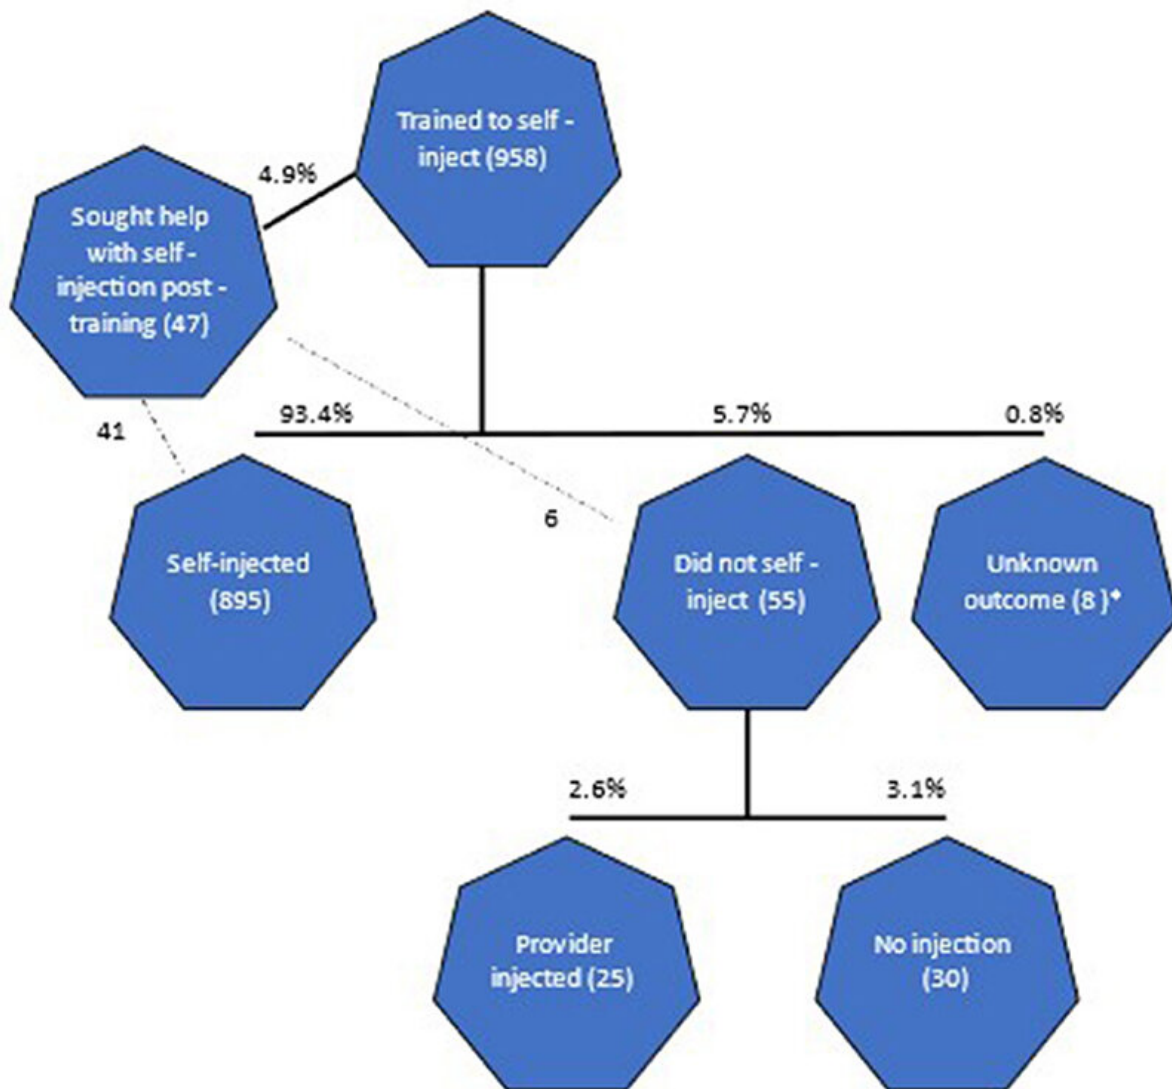 Trained to self -
inject (958)
4.9%
Sought help
with self -
injection post -
training (47)
93.4%
5.7%
0.8%
41
6
Self-injected
(895)
Did not self -
inject (55)
Unknown
outcome (8 )*
2.6%
3.1%
Provider
injected (25)
No injection
(30)